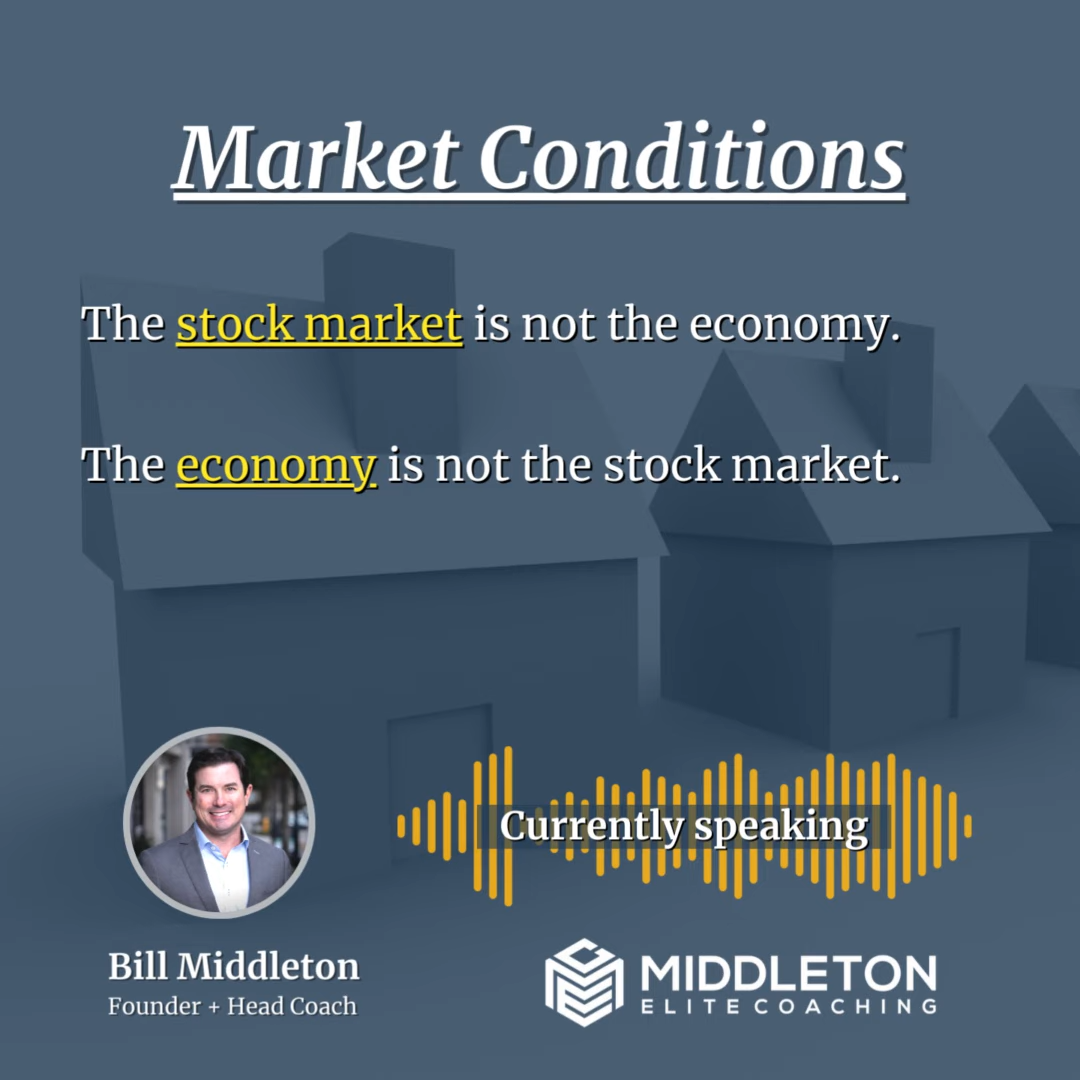 Market Conditions
The stock market is not the economy.
The economy is not the stock market.
Currently speaking
Bill Middleton
Founder + Head Coach
MIDDLETON
ELITE COACHING